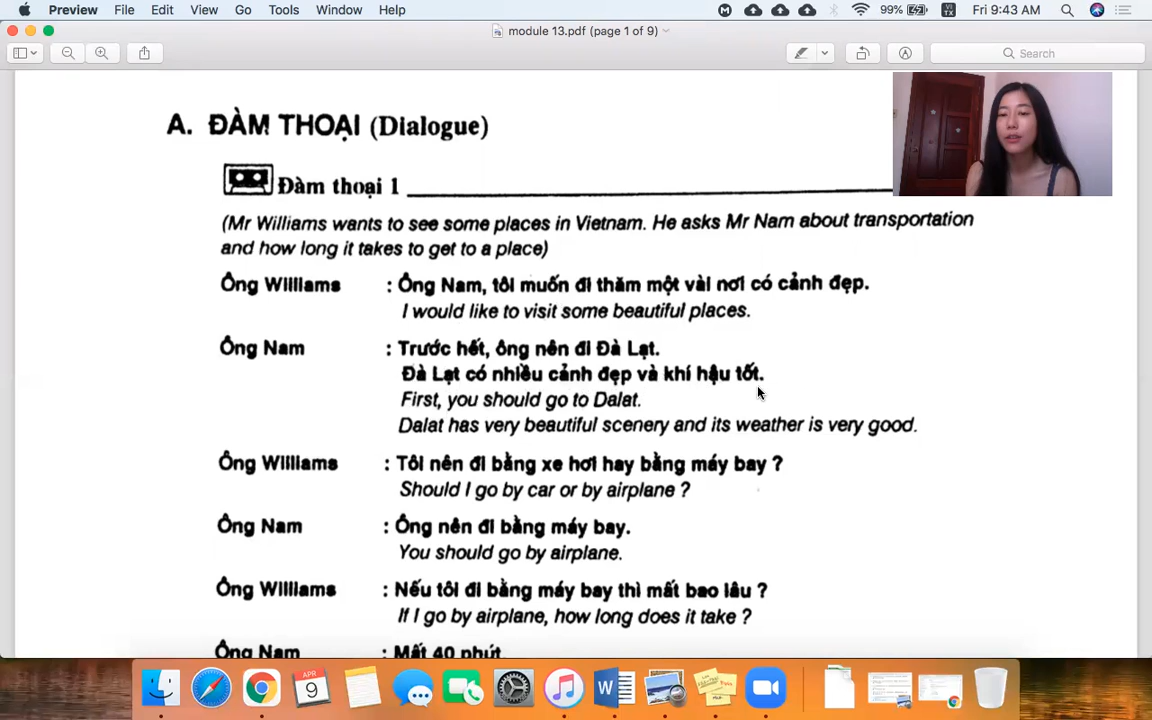 Preview File Edit View Go Tools Window Help 99% VI TX Fri 9:43 AM
module 13.pdf (page 1 of 9)
Search
A. ĐÀM THOẠI (Dialogue)
Đàm thoại 1
(Mr Williams wants to see some places in Vietnam. He asks Mr Nam about transportation
and how long it takes to get to a place)
Ông Williams : Ông Nam, tôi muốn đi thăm một vài nơi có cảnh đẹp.
I would like to visit some beautiful places.
Ông Nam : Trước hết, ông nên đi Đà Lạt.
Đà Lạt có nhiều cảnh đẹp và khí hậu tốt.
First, you should go to Dalat.
Dalat has very beautiful scenery and its weather is very good.
Ông Williams : Tôi nên đi bằng xe hơi hay bằng máy bay ?
Should I go by car or by airplane ?
Ông Nam : Ông nên đi bằng máy bay.
You should go by airplane.
Ông Williams : Nếu tôi đi bằng máy bay thì mất bao lâu ?
If I go by airplane, how long does it take ?
Ông Nam : Mất 40 phút.
APR
9
W